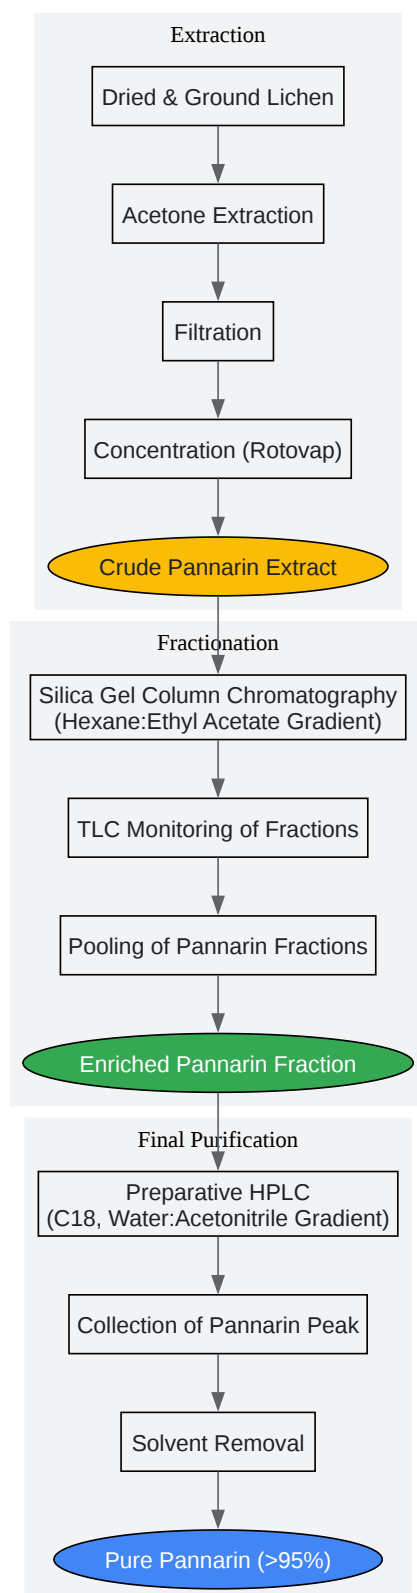 Extraction
Dried & Ground Lichen
Acetone Extraction
Filtration
Concentration (Rotovap)
Crude Pannarin Extract
Fractionation
Silica Gel Column Chromatography
(Hexane:Ethyl Acetate Gradient)
TLC Monitoring of Fractions
Pooling of Pannarin Fractions
Enriched Pannarin Fraction
Final Purification
Preparative HPLC
(C18, Water:Acetonitrile Gradient)
Collection of Pannarin Peak
Solvent Removal
Pure Pannarin (>95%)